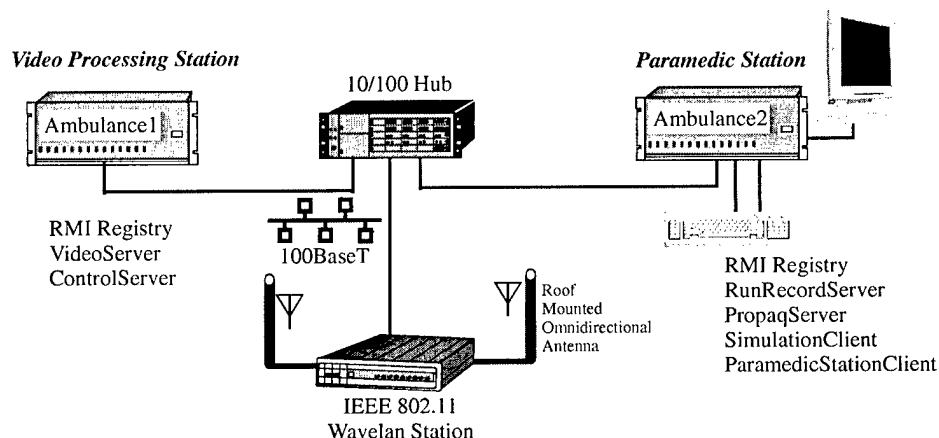 Video Processing Station
Paramedic Station
10/100 Hub
Ambulance1
Ambulance2
RMI Registry
VideoServer
ControlServer
100BaseT
RMI Registry
RunRecordServer
PropaqServer
SimulationClient
ParamedicStationClient
Roof
Mounted
Omnidirectional
Antenna
IEEE 802.11
Wavelan Station